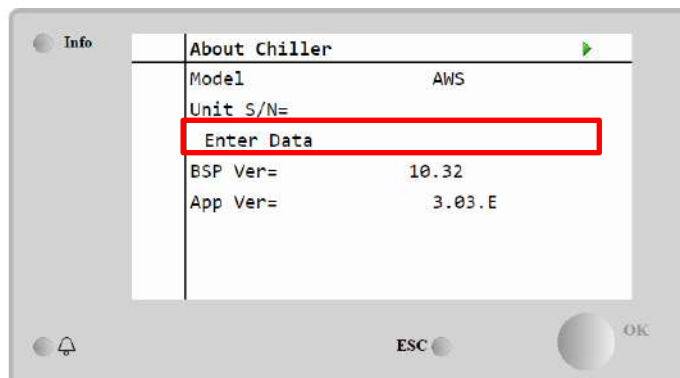 Info
About Chiller
Model AWS
Unit S/N=
Enter Data
BSP Ver= 10.32
App Ver= 3.03.E
ESC
OK